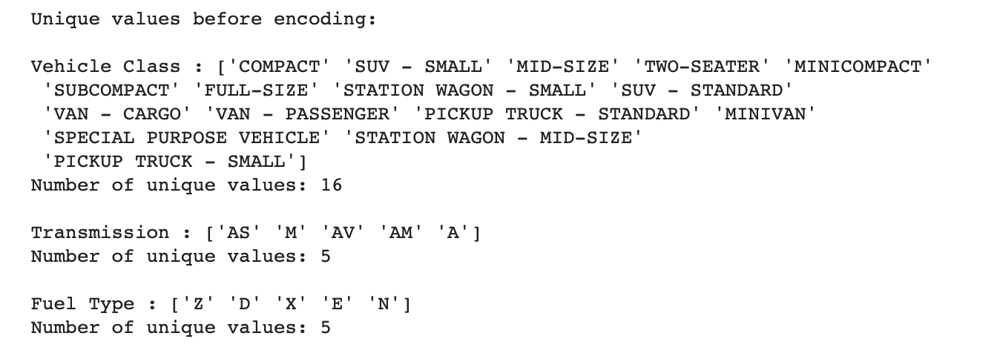 Unique values before encoding:
Vehicle Class : ['COMPACT' 'SUV - SMALL' 'MID-SIZE' 'TWO-SEATER' 'MINICOMPACT'
'SUBCOMPACT' 'FULL-SIZE' 'STATION WAGON - SMALL' 'SUV - STANDARD'
'VAN - CARGO' 'VAN - PASSENGER' 'PICKUP TRUCK - STANDARD' 'MINIVAN'
'SPECIAL PURPOSE VEHICLE' 'STATION WAGON - MID-SIZE'
'PICKUP TRUCK - SMALL']
Number of unique values: 16
Transmission : ['AS' 'M' 'AV' 'AM' 'A']
Number of unique values: 5
Fuel Type : ['Z' 'D' 'X' 'E' 'N']
Number of unique values: 5